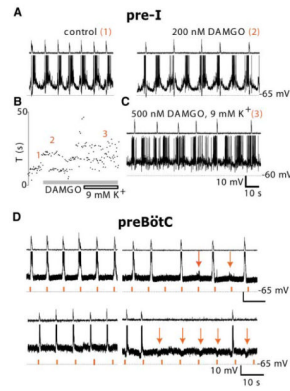 pre-I
A
control (1)
200 nM DAMGO (2)
-65 mV
B
50
T (s)
0
1
2
3
DAMGO
9 mM K+
C
500 nM DAMGO, 9 mM K+(3)
-60 mV
10 mV
10 s
preBötC
D
-65 mV
-65 mV
10 mV
10 s